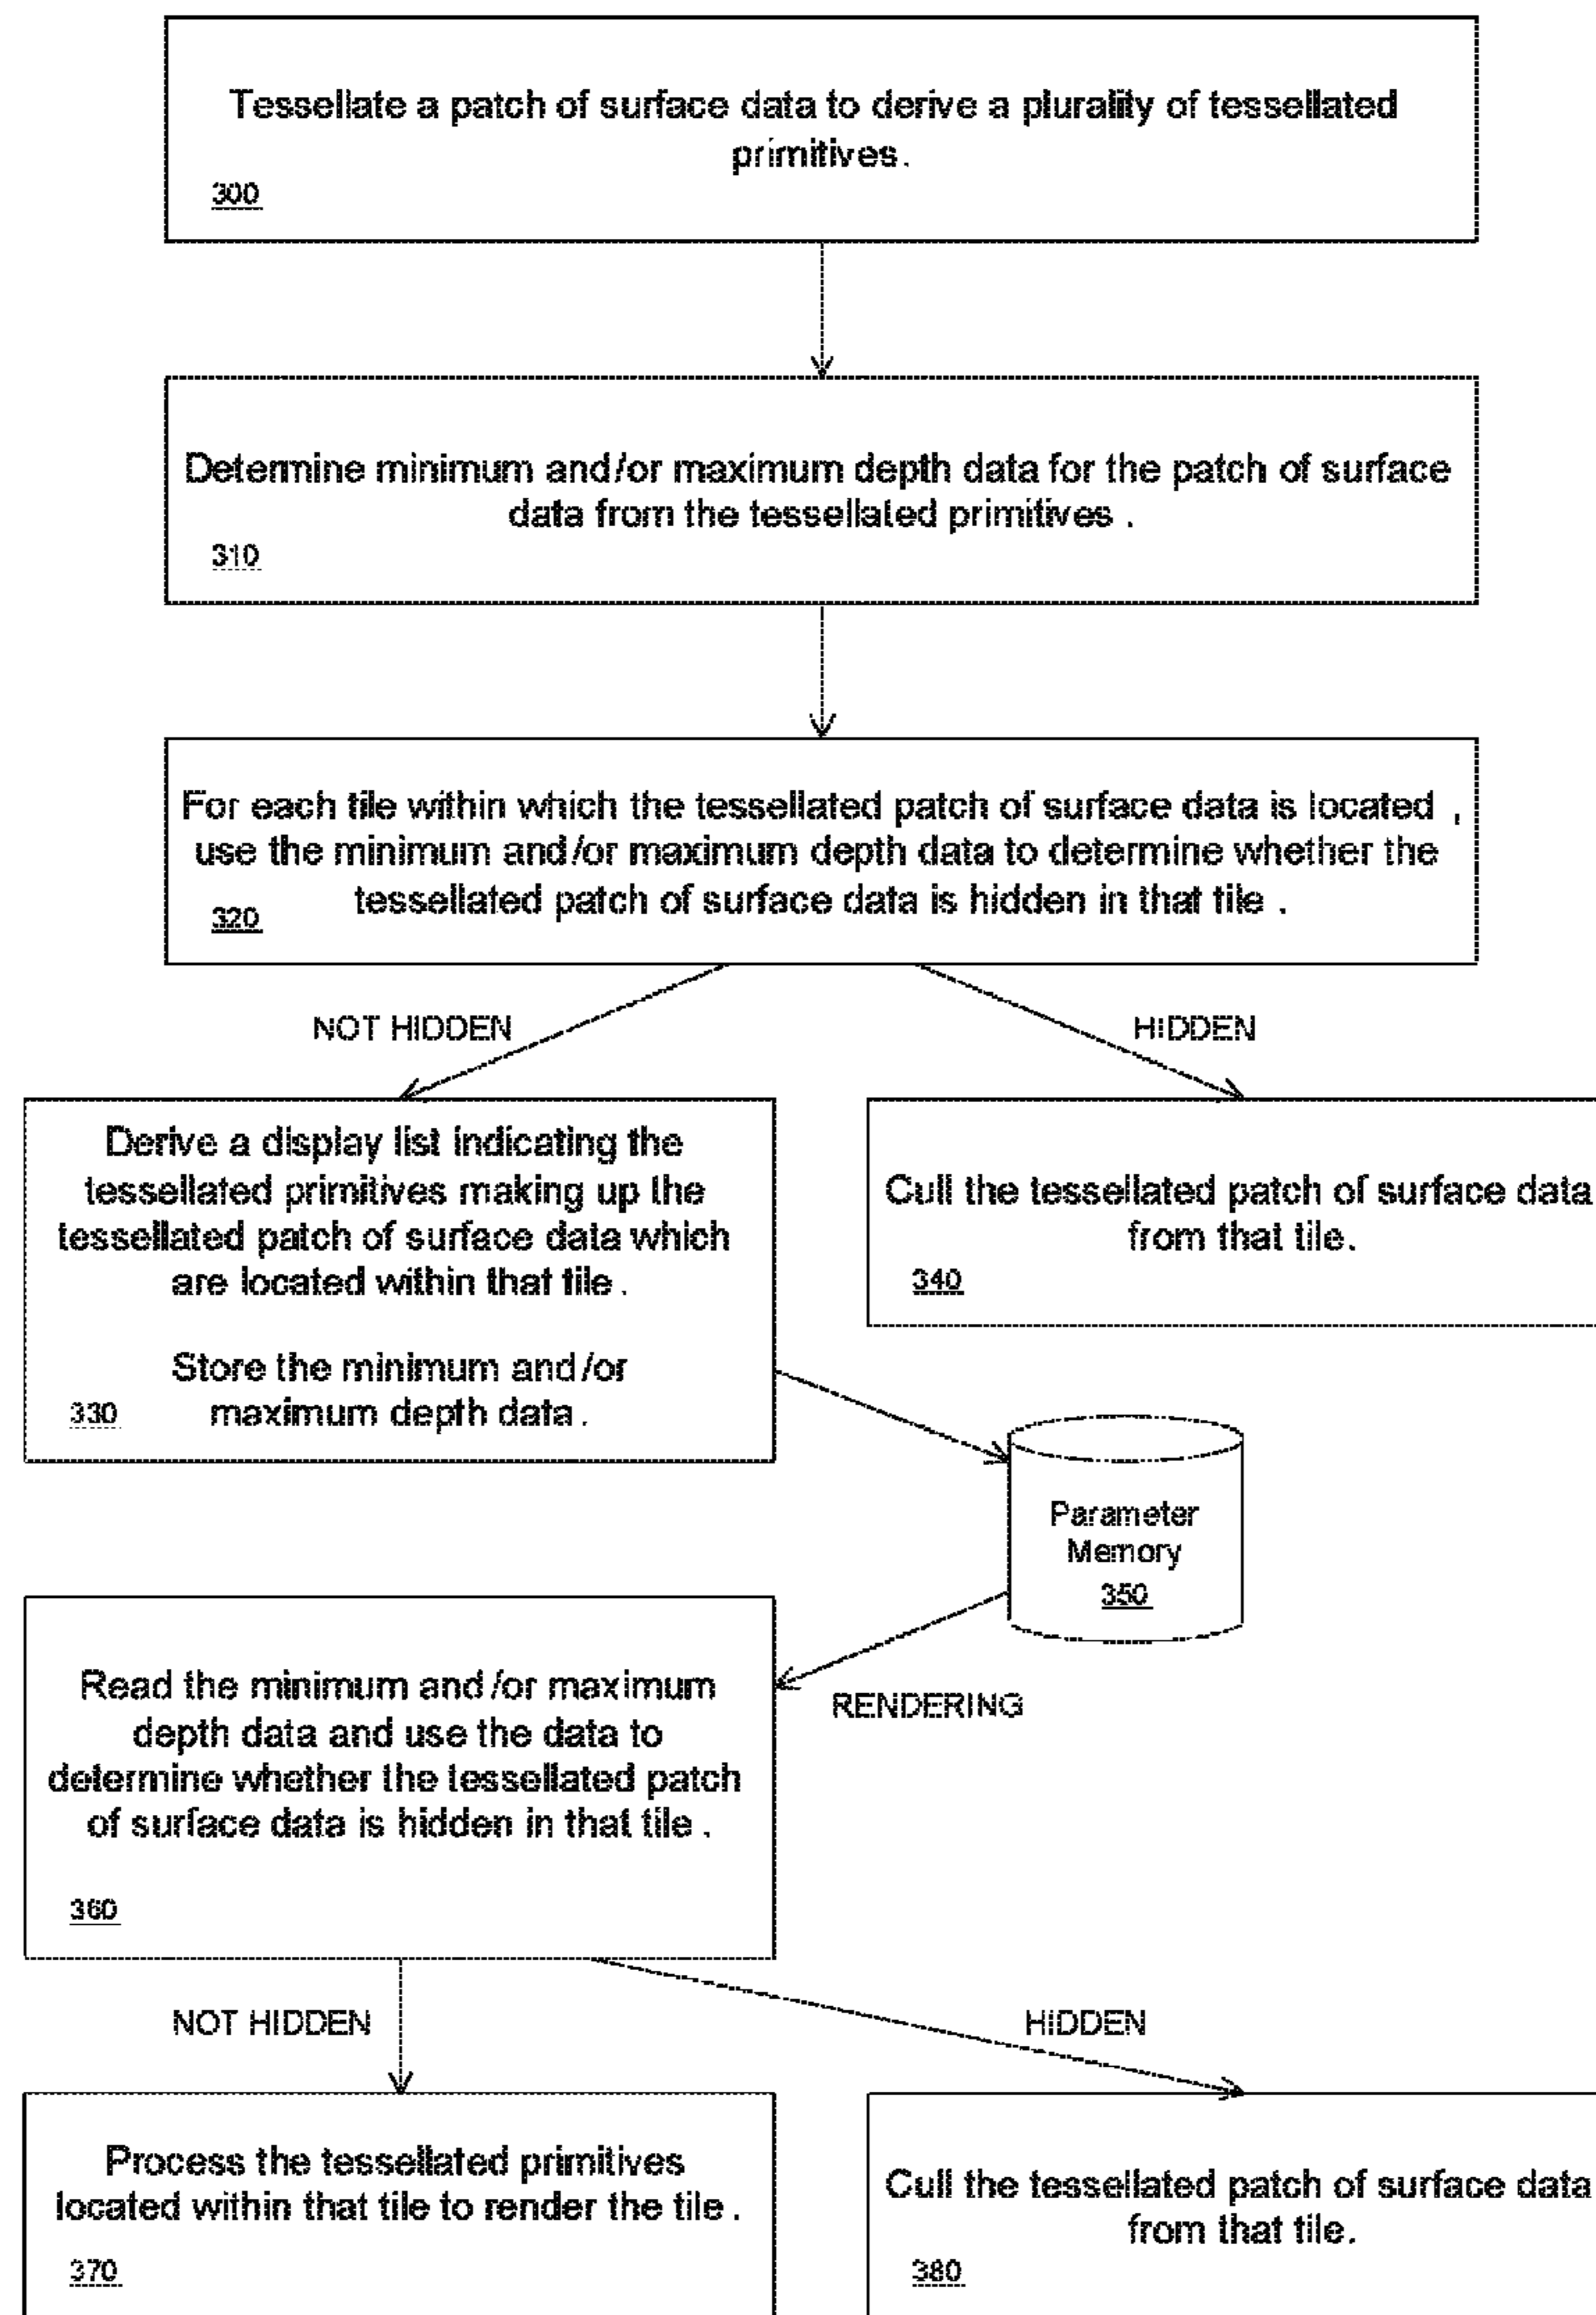 Tessellate a patch of surface data to derive a plurality of tessellated
primitives.
300
Determine minimum and/or maximum depth data for the patch of surface
data from the tessellated primitives .
310
For each tile within which the tessellated patch of surface data is located ,
use the minimum and/or maximum depth data to determine whether the
tessellated patch of surface data is hidden in that tile .
320
NOT HIDDEN
HIDDEN
Derive a display list indicating the
tessellated primitives making up the
tessellated patch of surface data which
are located within that tile .
Store the minimum and/or
maximum depth data .
330
Cull the tessellated patch of surface data
from that tile.
340
Parameter
Memory
350
RENDERING
Read the minimum and/or maximum
depth data and use the data to
determine whether the tessellated patch
of surface data is hidden in that tile .
360
NOT HIDDEN
HIDDEN
Process the tessellated primitives
located within that tile to render the tile .
370
Cull the tessellated patch of surface data
from that tile.
380